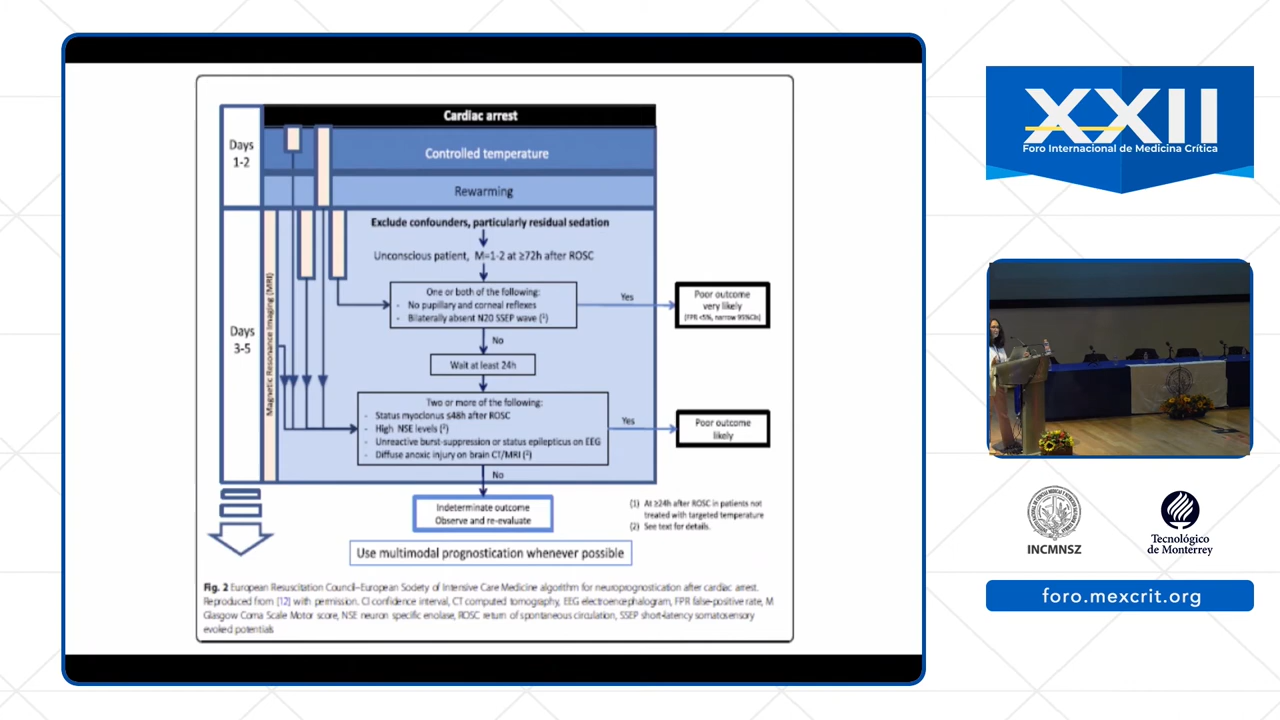 Cardiac arrest
Days
1-2
Controlled temperature
Rewarming
Days
3-5
Magnetic Resonance Imaging (MRI)
Exclude confounders, particularly residual sedation
Unconscious patient, M=1-2 at ≥72h after ROSC
One or both of the following:
- No pupillary and corneal reflexes
- Bilaterally absent N20 SSEP wave (1)
Yes
Poor outcome
very likely
(FPR <5%, narrow 95%CIs)
No
Wait at least 24h
Two or more of the following:
- Status myoclonus ≤48h after ROSC
- High NSE levels (2)
- Unreactive burst-suppression or status epilepticus on EEG
- Diffuse anoxic injury on brain CT/MRI (2)
Yes
Poor outcome
likely
No
Indeterminate outcome
Observe and re-evaluate
(1) At ≥24h after ROSC in patients not
treated with targeted temperature
(2) See text for details.
Use multimodal prognostication whenever possible
Fig. 2 European Resuscitation Council–European Society of Intensive Care Medicine algorithm for neuroprognostication after cardiac arrest.
Reproduced from [12] with permission. CI confidence interval, CT computed tomography, EEG electroencephalogram, FPR false-positive rate, M
Glasgow Coma Scale Motor score, NSE neuron specific enolase, ROSC return of spontaneous circulation, SSEP short-latency somatosensory
evoked potentials
XXII
Foro Internacional de Medicina Crítica
INCMNSZ
Tecnológico
de Monterrey
foro.mexcrit.org